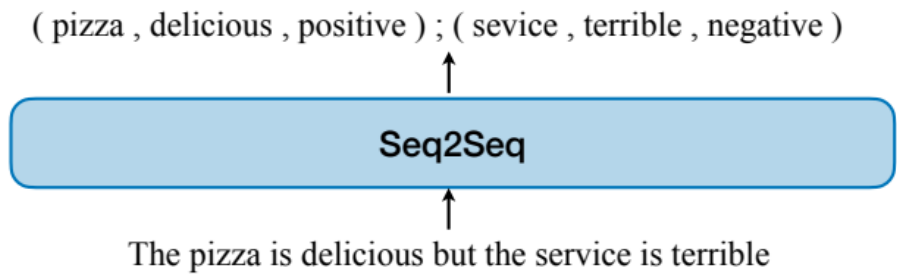 ( pizza , delicious , positive ) ; ( sevice , terrible , negative )
Seq2Seq
The pizza is delicious but the service is terrible